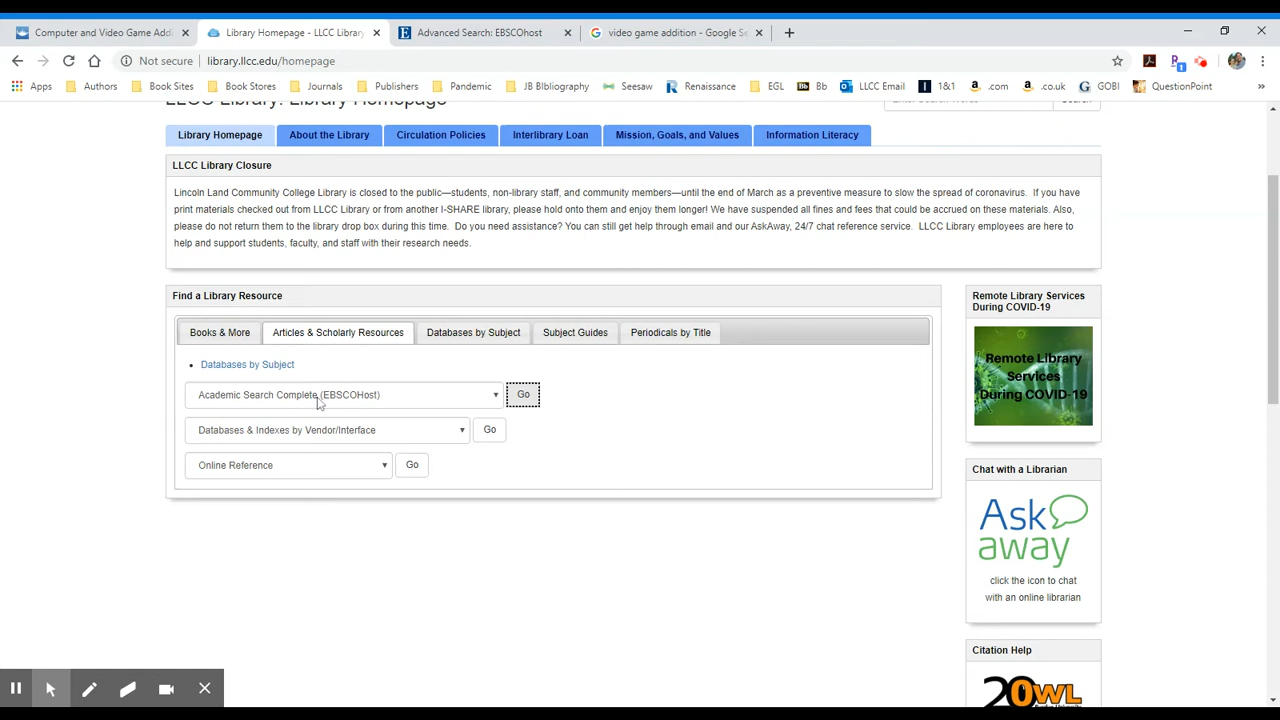 Computer and Video Game Addi
Library Homepage - LLCC Library
Advanced Search: EBSCOhost
video game addition - Google Se
Not secure
library.llcc.edu/homepage
Apps
Authors
Book Sites
Book Stores
Journals
Publishers
Pandemic
JB BIbliography
Seesaw
Renaissance
EGL
Bb
LLCC Email
1&1
.com
.co.uk
GOBI
QuestionPoint
LLCC Library: Library Homepage
Enter Search Words
Search
Library Homepage
About the Library
Circulation Policies
Interlibrary Loan
Mission, Goals, and Values
Information Literacy
LLCC Library Closure
Lincoln Land Community College Library is closed to the public—students, non-library staff, and community members—until the end of March as a preventive measure to slow the spread of coronavirus. If you have
print materials checked out from LLCC Library or from another I-SHARE library, please hold onto them and enjoy them longer! We have suspended all fines and fees that could be accrued on these materials. Also,
please do not return them to the library drop box during this time. Do you need assistance? You can still get help through email and our AskAway, 24/7 chat reference service. LLCC Library employees are here to
help and support students, faculty, and staff with their research needs.
Find a Library Resource
Books & More
Articles & Scholarly Resources
Databases by Subject
Subject Guides
Periodicals by Title
Databases by Subject
Academic Search Complete (EBSCOHost)
Go
Databases & Indexes by Vendor/Interface
Go
Online Reference
Go
Remote Library Services
During COVID-19
Remote Library
Services
During COVID-19
Chat with a Librarian
Ask
away
click the icon to chat
with an online librarian
Citation Help
20
OWL